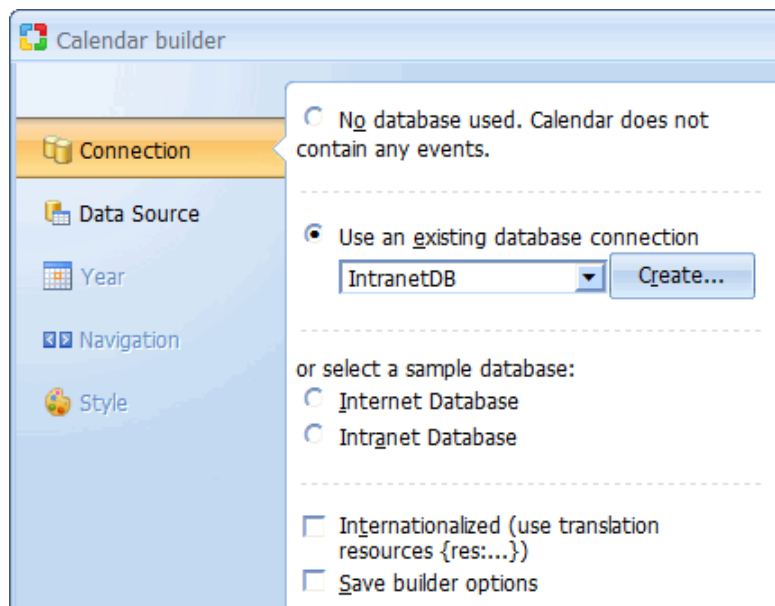 Calendar builder
Connection
Data Source
Year
Navigation
Style
No database used. Calendar does not
contain any events.
Use an existing database connection
IntranetDB
Create...
or select a sample database:
Internet Database
Intranet Database
Internationalized (use translation
resources {res:...})
Save builder options